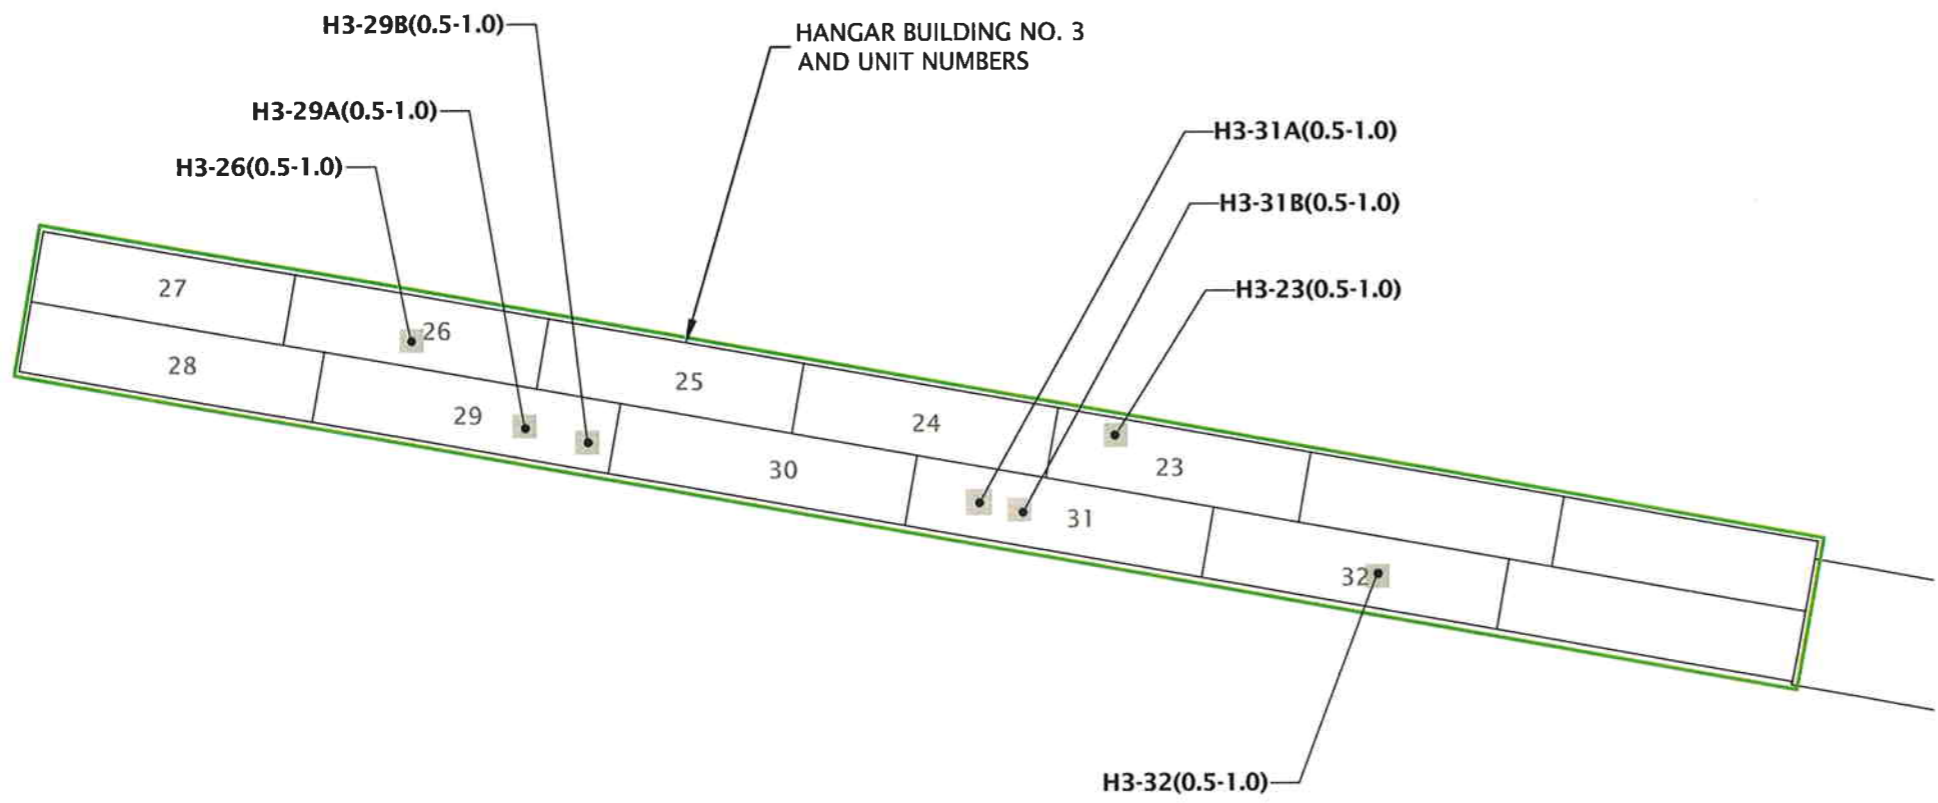 H3-29B(0.5-1.0)
HANGAR BUILDING NO. 3
AND UNIT NUMBERS
H3-29A(0.5-1.0)
H3-31A(0.5-1.0)
H3-26(0.5-1.0)
H3-31B(0.5-1.0)
H3-23(0.5-1.0)
27
26
28
25
29
24
30
23
31
32
H3-32(0.5-1.0)